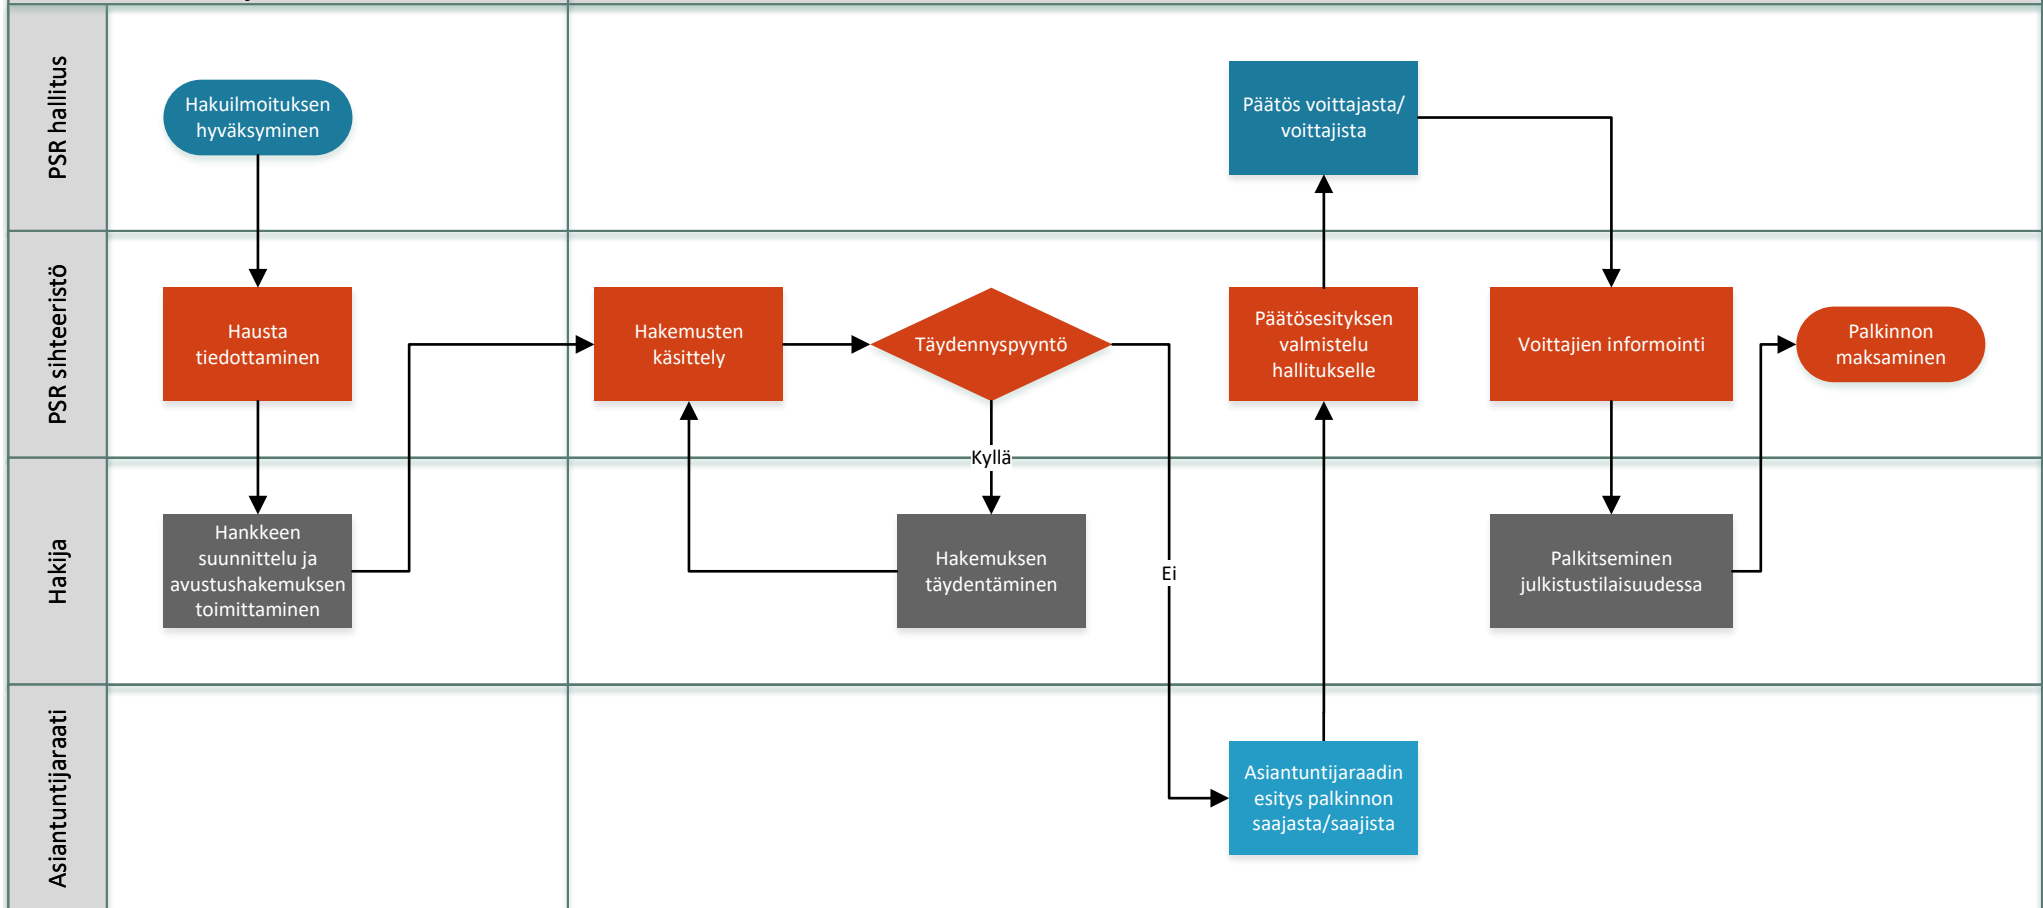 PSR hallitus
Hakuilmoituksen
hyväksyminen
Päätös voittajasta/
voittajista
PSR sihteeristö
Hausta
tiedottaminen
Hakemusten
käsittely
Täydennyspyyntö
Päätösesityksen
valmistelu
hallitukselle
Voittajien informointi
Palkinnon
maksaminen
Kyllä
Hakija
Hankkeen
suunnittelu ja
avustushakemuksen
toimittaminen
Hakemuksen
täydentäminen
Ei
Palkitseminen
julkistustilaisuudessa
Asiantuntijaraati
Asiantuntijaraadin
esitys palkinnon
saajasta/saajista